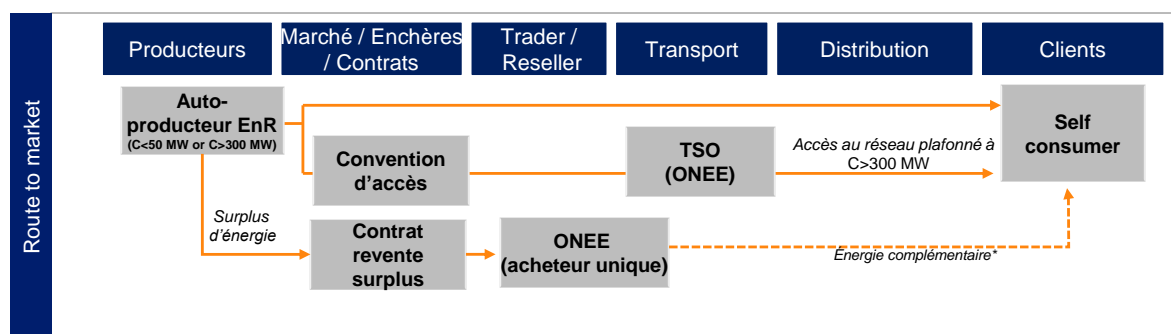 Route to market
Producteurs
Marché / Enchères
/ Contrats
Trader /
Reseller
Transport
Distribution
Clients
Auto-
producteur EnR
(C<50 MW or C>300 MW)
Convention
d’accès
TSO
(ONEE)
Accès au réseau plafonné à
C>300 MW
Self
consumer
Surplus
d’énergie
Contrat
revente
surplus
ONEE
(acheteur unique)
Énergie complémentaire*